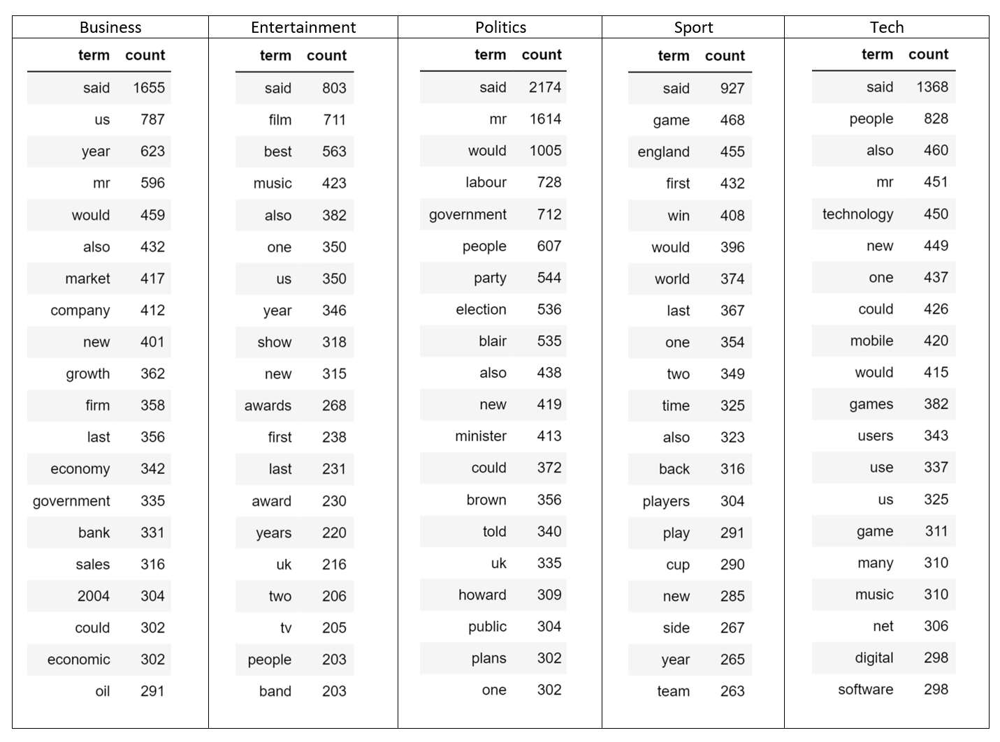 Business Entertainment Politics Sport Tech
term count term count term count term count term count
said 1655 said 803 said 2174 said 927 said 1368
us 787 film 711 mr 1614 game 468 people 828
year 623 best 563 would 1005 england 455 also 460
mr 596 music 423 labour 728 first 432 mr 451
would 459 also 382 government 712 win 408 technology 450
also 432 one 350 people 607 would 396 new 449
market 417 us 350 party 544 world 374 one 437
company 412 year 346 election 536 last 367 could 426
new 401 show 318 blair 535 one 354 mobile 420
growth 362 new 315 also 438 two 349 would 415
firm 358 awards 268 new 419 time 325 games 382
last 356 first 238 minister 413 also 323 users 343
economy 342 last 231 could 372 back 316 use 337
government 335 award 230 brown 356 players 304 us 325
bank 331 years 220 told 340 play 291 game 311
sales 316 uk 216 uk 335 cup 290 many 310
2004 304 two 206 howard 309 new 285 music 310
could 302 tv 205 public 304 side 267 net 306
economic 302 people 203 plans 302 year 265 digital 298
oil 291 band 203 one 302 team 263 software 298